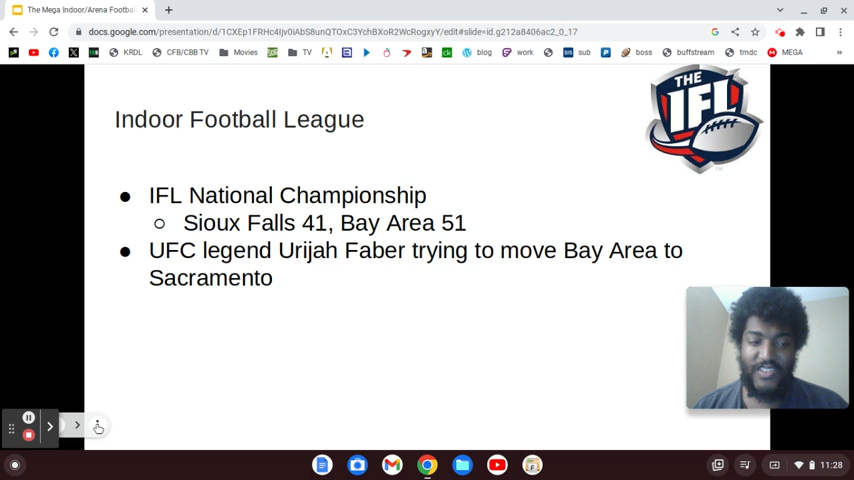 The Mega Indoor/Arena Footbal
docs.google.com/presentation/d/1CXEp1FRHc4Ijv0iAbS8unQTOxC3YchBXoR2WcRogxyY/edit#slide=id.g212a8406ac2_0_17
KRDL
CFB/CBB TV
Movies
TV
blog
work
sub
boss
buffstream
tmdc
MEGA
THE
IFL
Indoor Football League
● IFL National Championship
○ Sioux Falls 41, Bay Area 51
● UFC legend Urijah Faber trying to move Bay Area to
Sacramento
11:28